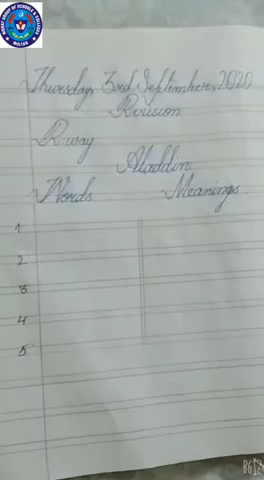 Thursday, 3rd September, 2020
Revision
R-way
Aladdin
Words Meanings
1
2
3
4
5